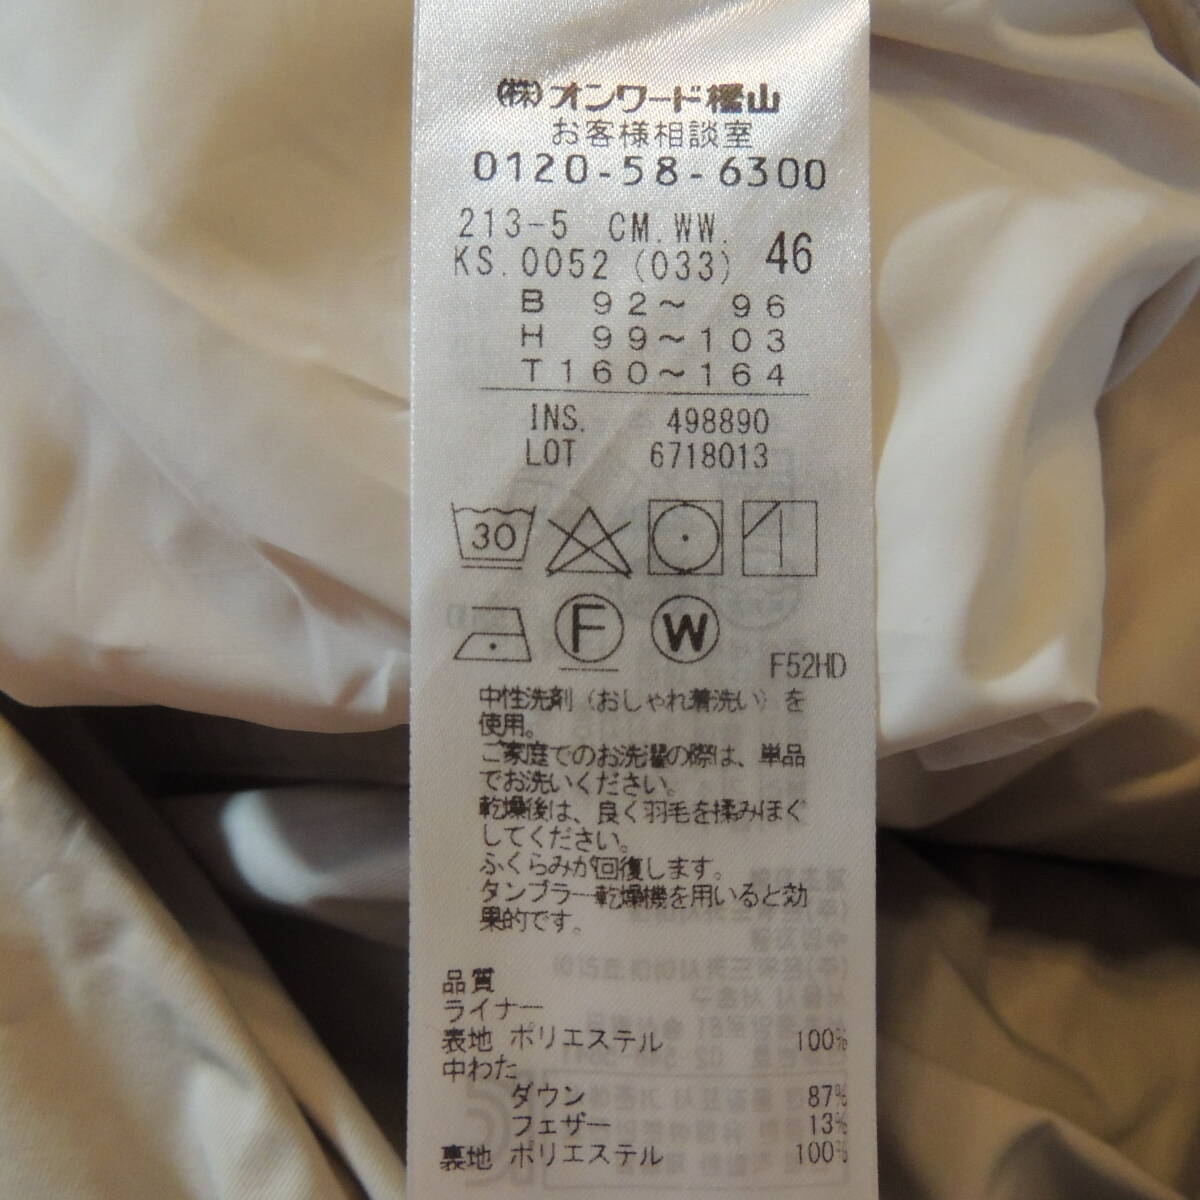 (株)オンワード樫山
お客様相談室
0120-58-6300
213-5 CM.WW.
KS.0052 (033) 46
B 92～ 96
H 99～103
T160～164
INS. 498890
LOT 6718013
30
F W
F52HD
中性洗剤（おしゃれ着洗い）を
使用。
ご家庭でのお洗濯の際は、単品
でお洗いください。
乾燥後は、良く羽毛を揉みほぐ
してください。
ふくらみが回復します。
タンブラー乾燥機を用いると効
果的です。
品質
ライナー
表地 ポリエステル 100%
中わた
ダウン 87%
フェザー 13%
裏地 ポリエステル 100%